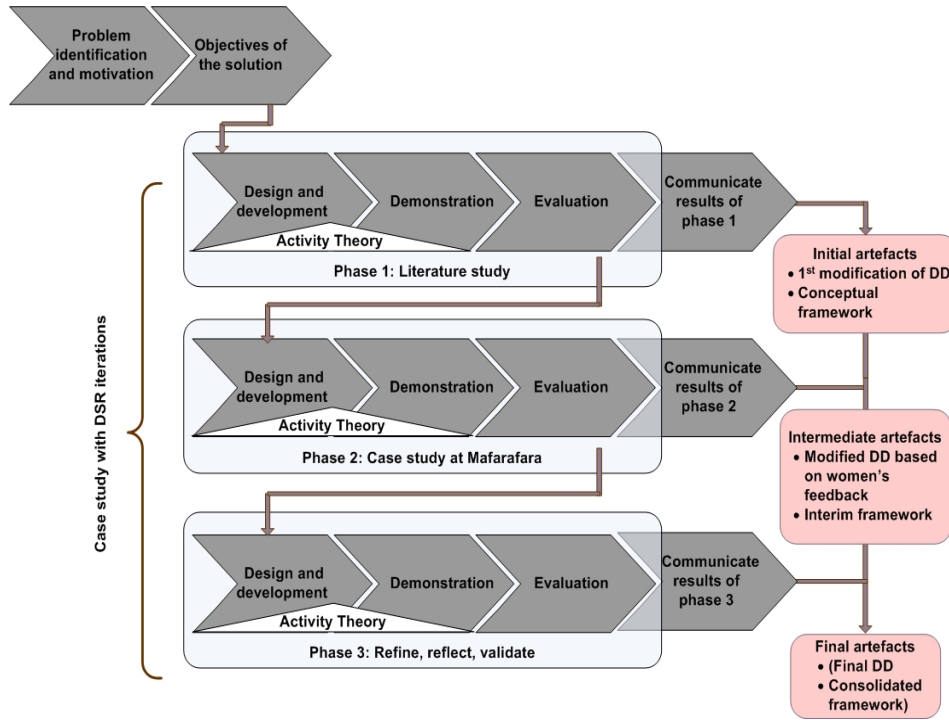 Problem
identification
and motivation
Objectives of
the solution
Case study with DSR iterations
Design and
development
Demonstration
Evaluation
Communicate
results of
phase 1
Activity Theory
Phase 1: Literature study
Initial artefacts
• 1st modification of DD
• Conceptual
framework
Design and
development
Demonstration
Evaluation
Communicate
results of
phase 2
Activity Theory
Phase 2: Case study at Mafarafara
Intermediate artefacts
• Modified DD based
on women's
feedback
• Interim framework
Design and
development
Demonstration
Evaluation
Communicate
results of
phase 3
Activity Theory
Phase 3: Refine, reflect, validate
Final artefacts
• (Final DD
• Consolidated
framework)